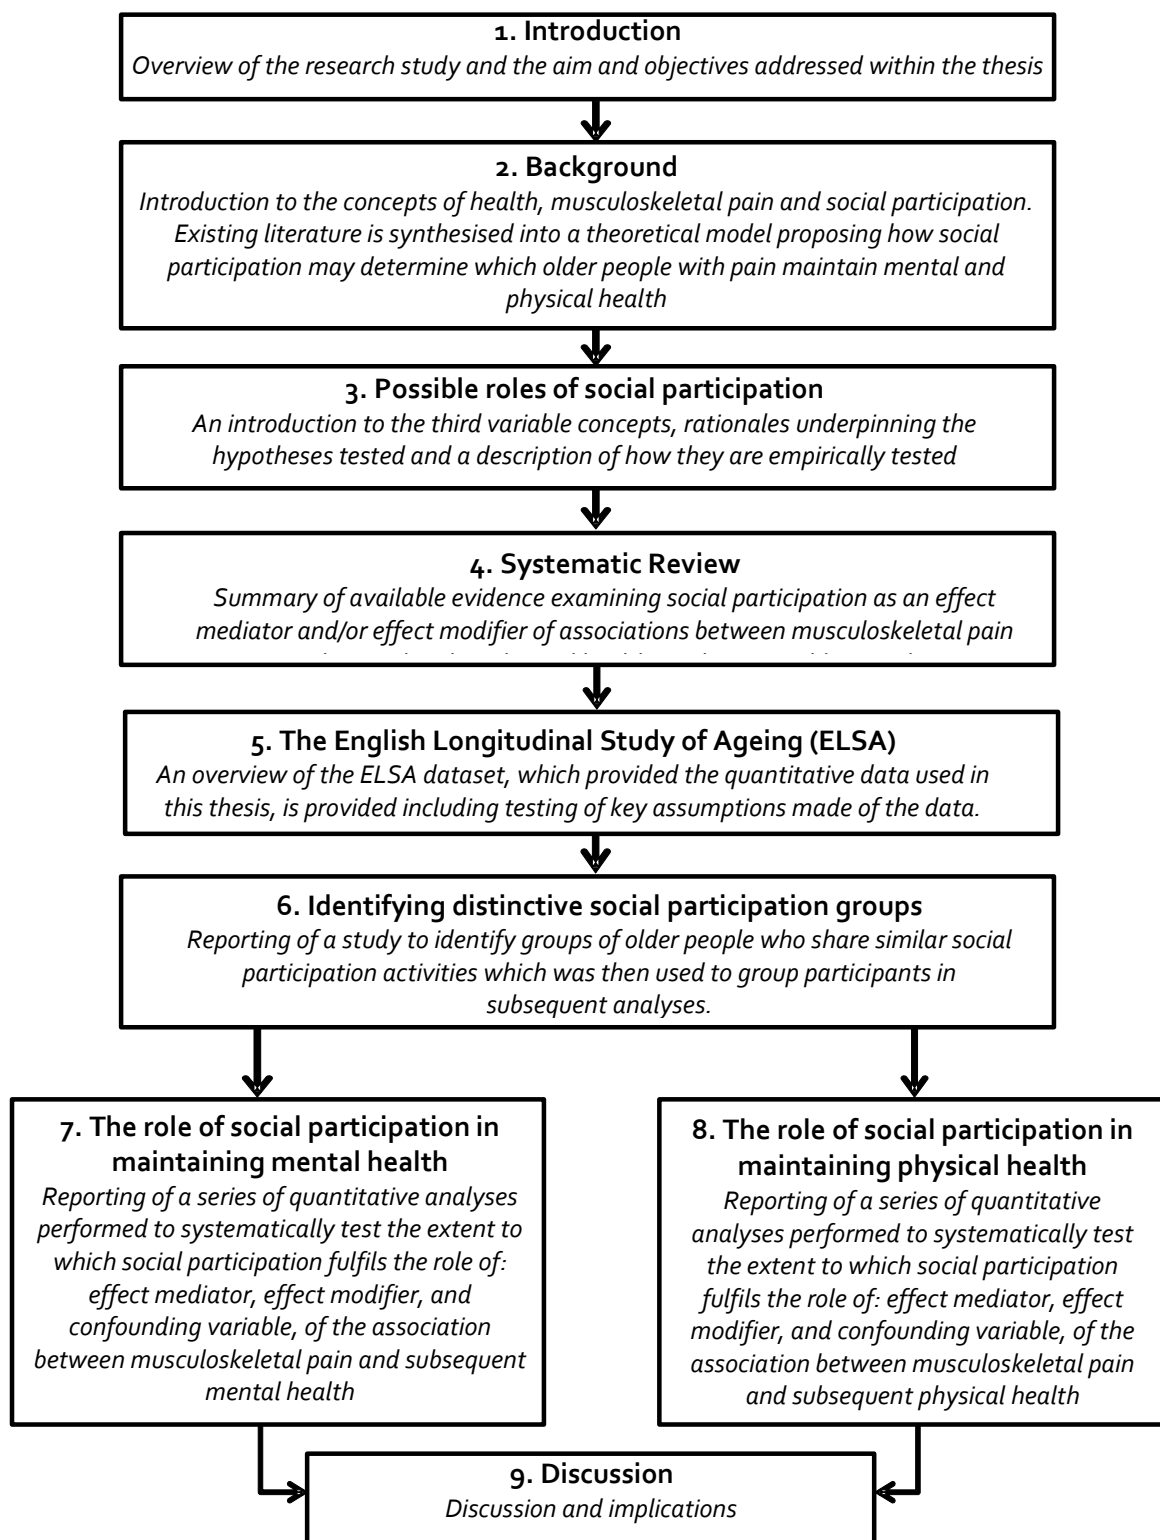 1. Introduction
Overview of the research study and the aim and objectives addressed within the thesis
2. Background
Introduction to the concepts of health, musculoskeletal pain and social participation.
Existing literature is synthesised into a theoretical model proposing how social
participation may determine which older people with pain maintain mental and
physical health
3. Possible roles of social participation
An introduction to the third variable concepts, rationales underpinning the
hypotheses tested and a description of how they are empirically tested
4. Systematic Review
Summary of available evidence examining social participation as an effect
mediator and/or effect modifier of associations between musculoskeletal pain
5. The English Longitudinal Study of Ageing (ELSA)
An overview of the ELSA dataset, which provided the quantitative data used in
this thesis, is provided including testing of key assumptions made of the data.
6. Identifying distinctive social participation groups
Reporting of a study to identify groups of older people who share similar social
participation activities which was then used to group participants in
subsequent analyses.
7. The role of social participation in
maintaining mental health
Reporting of a series of quantitative analyses
performed to systematically test the extent to
which social participation fulfils the role of:
effect mediator, effect modifier, and
confounding variable, of the association
between musculoskeletal pain and subsequent
mental health
8. The role of social participation in
maintaining physical health
Reporting of a series of quantitative
analyses performed to systematically test
the extent to which social participation
fulfils the role of: effect mediator, effect
modifier, and confounding variable, of the
association between musculoskeletal pain
and subsequent physical health
9. Discussion
Discussion and implications